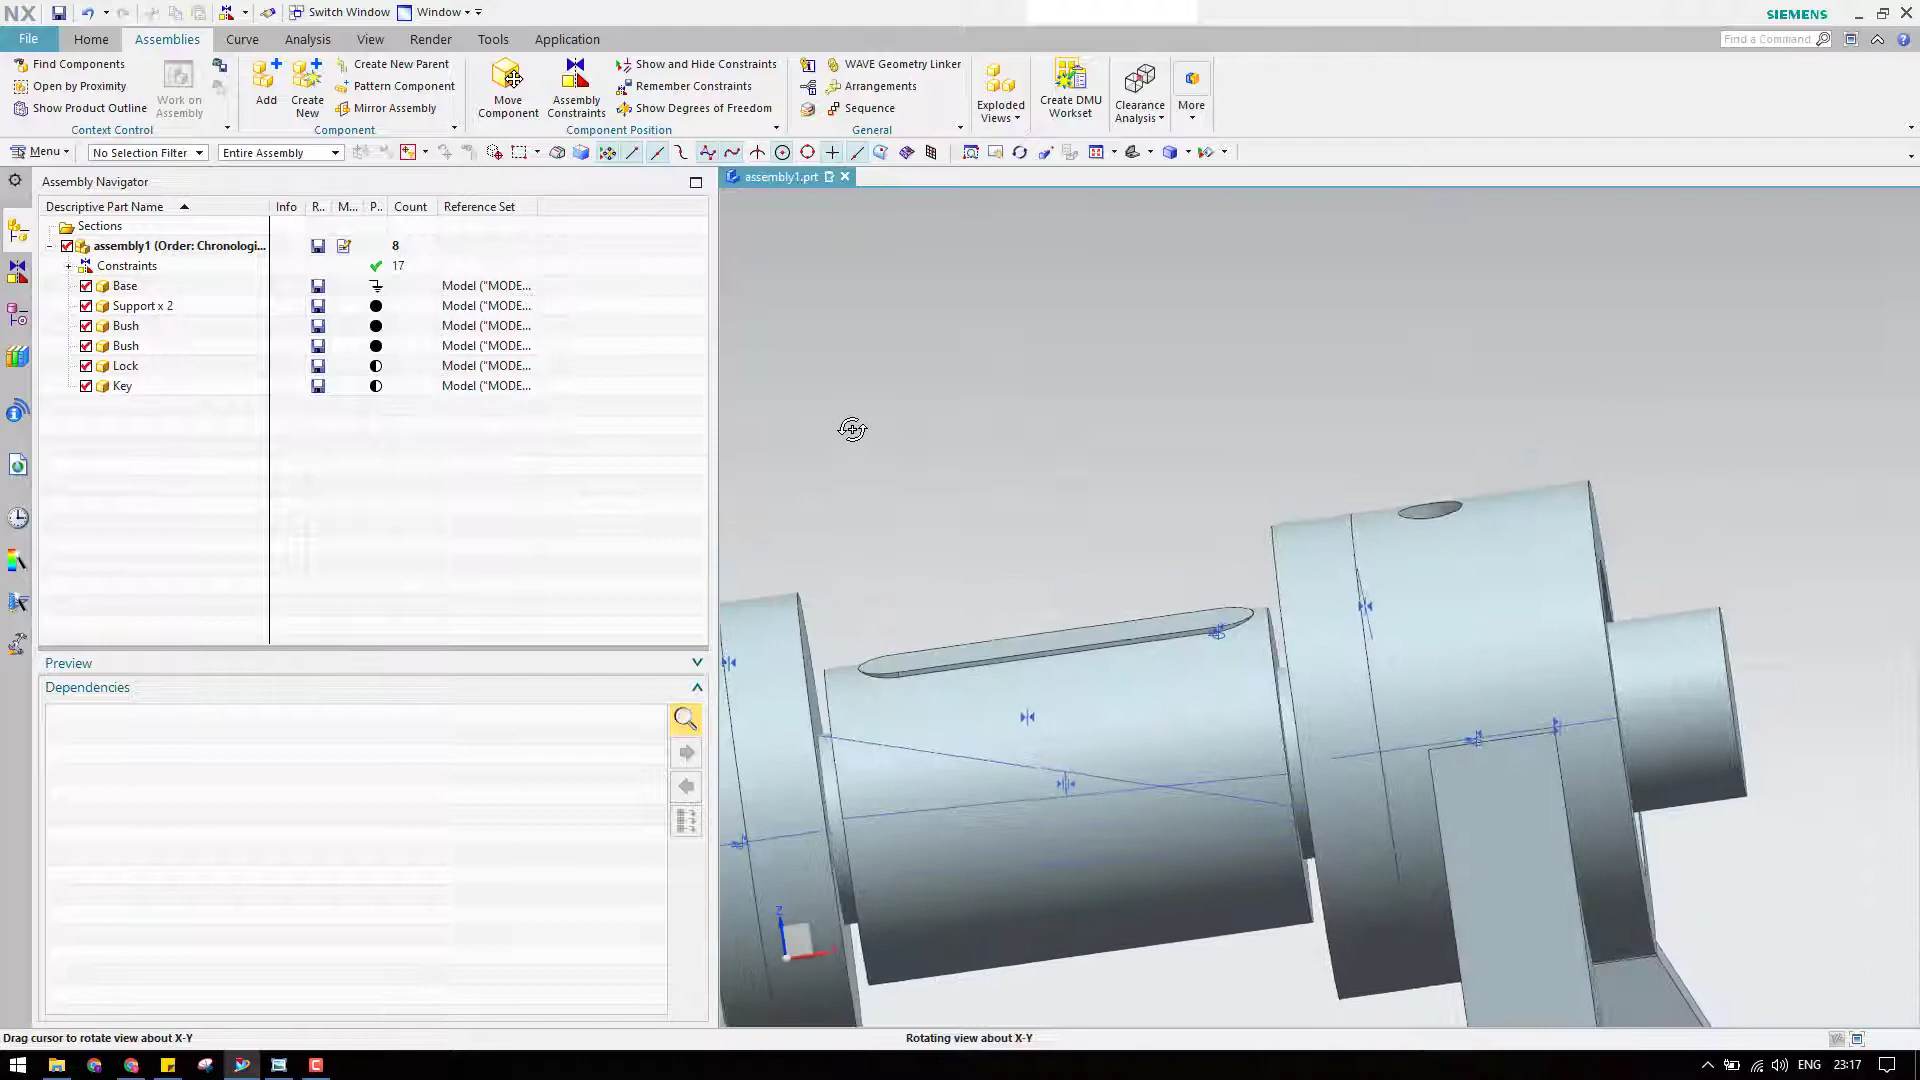 NX
Switch Window
Window
SIEMENS
File
Home
Assemblies
Curve
Analysis
View
Render
Tools
Application
Find a Command
Find Components
Open by Proximity
Show Product Outline
Work on
Assembly
Context Control
Add
Create
New
Create New Parent
Pattern Component
Mirror Assembly
Component
Move
Component
Assembly
Constraints
Show and Hide Constraints
Remember Constraints
Show Degrees of Freedom
Component Position
WAVE Geometry Linker
Arrangements
Sequence
General
Exploded
Views
Create DMU
Workset
Clearance
Analysis
More
Menu
No Selection Filter
Entire Assembly
Assembly Navigator
assembly1.prt
Descriptive Part Name
Info
R..
M...
P..
Count
Reference Set
Sections
assembly1 (Order: Chronologi...
8
Constraints
17
Base
Model ("MODE...
Support x 2
Model ("MODE...
Bush
Model ("MODE...
Bush
Model ("MODE...
Lock
Model ("MODE...
Key
Model ("MODE...
Preview
Dependencies
Z
Drag cursor to rotate view about X-Y
Rotating view about X-Y
ENG
23:17